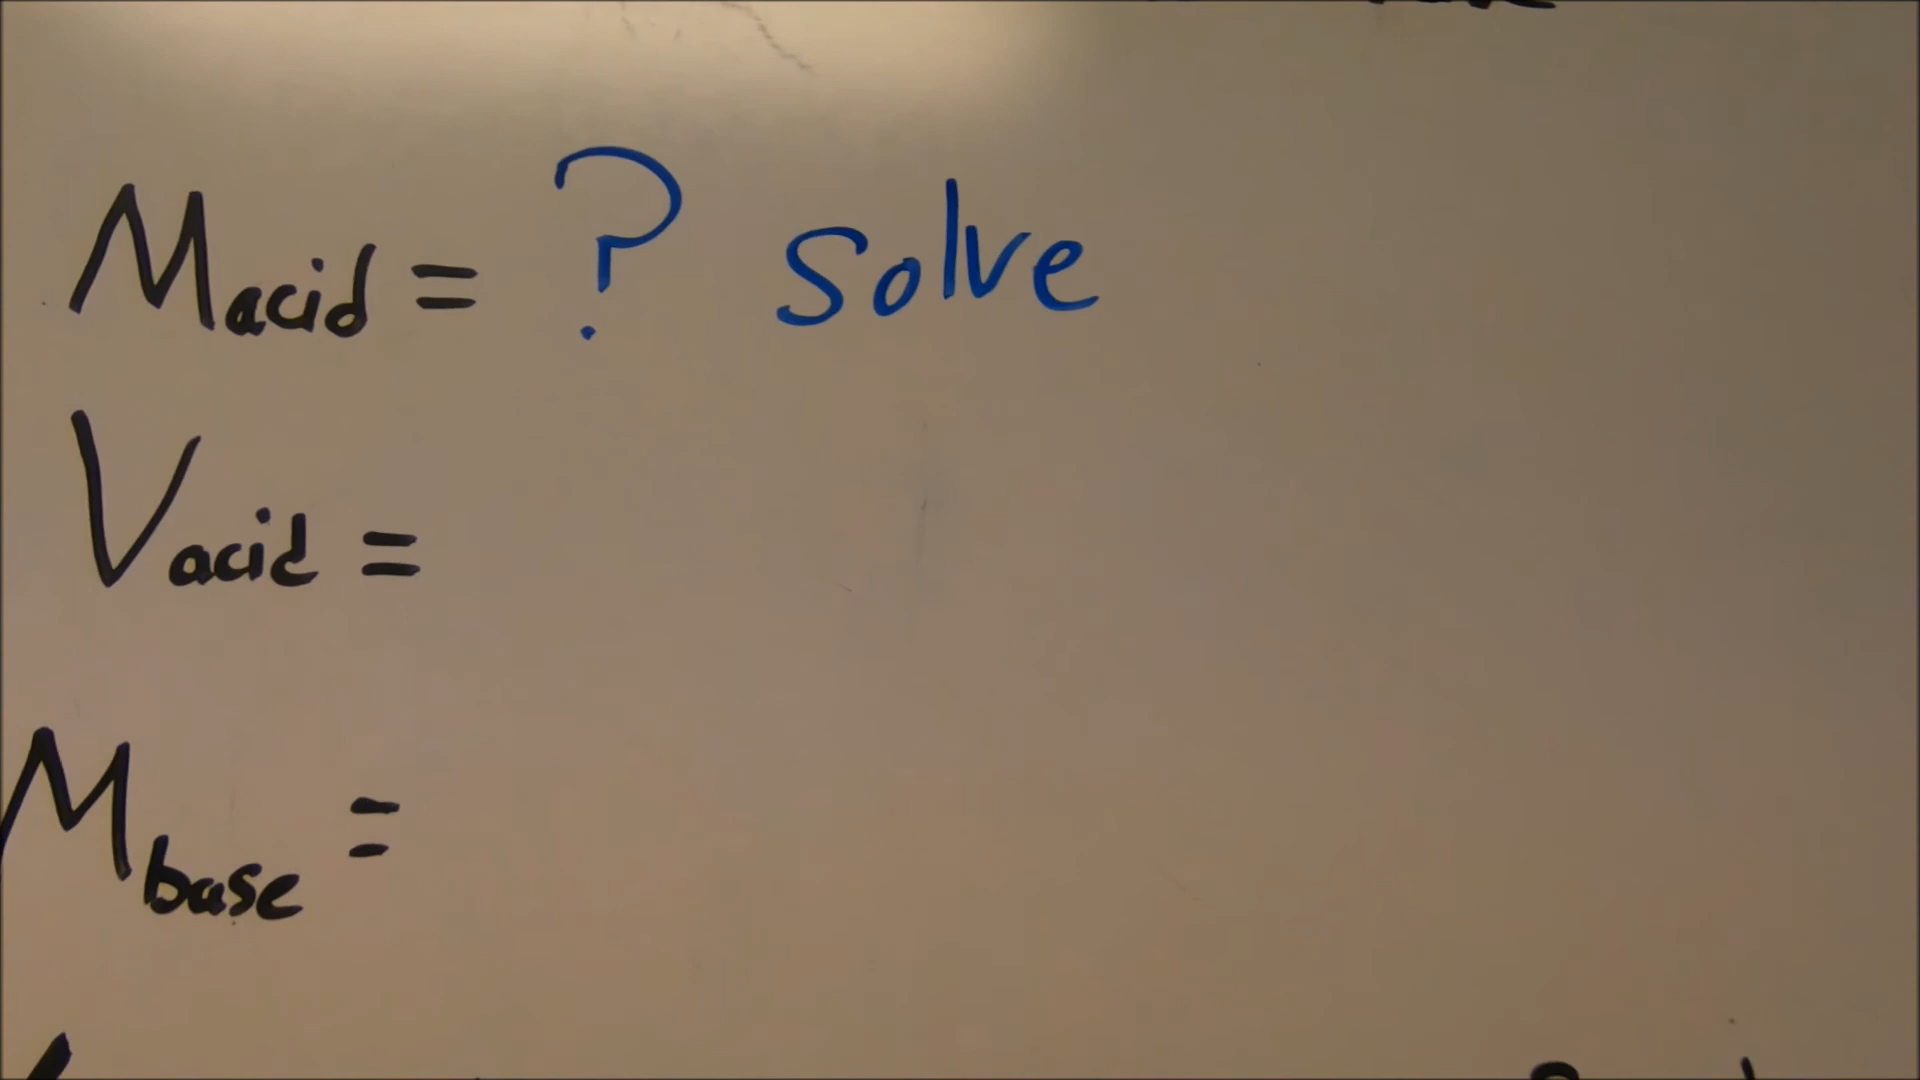 Macid = ? solve
Vacid =
Mbase =